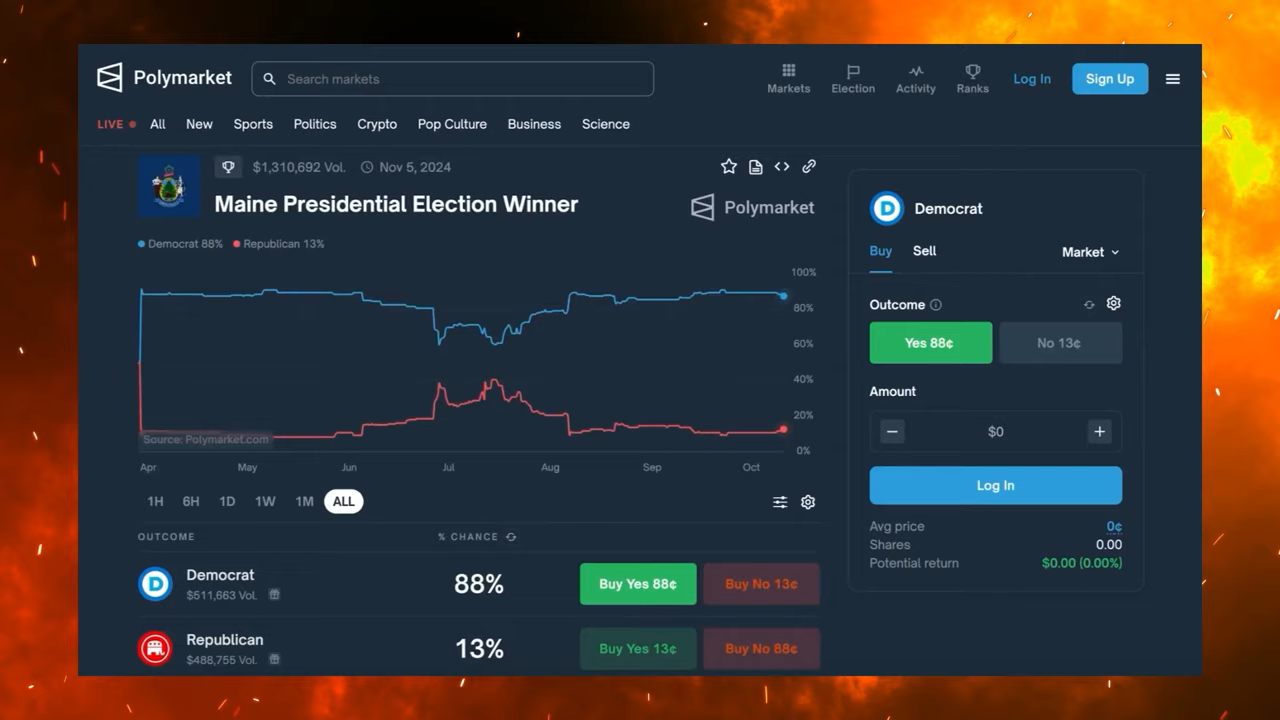 Polymarket
Search markets
Markets Election Activity Ranks
Log In
Sign Up
LIVE All New Sports Politics Crypto Pop Culture Business Science
$1,310,692 Vol. Nov 5, 2024
Maine Presidential Election Winner
Polymarket
Democrat 88% Republican 13%
100%
80%
60%
40%
20%
0%
Source: Polymarket.com
Apr May Jun Jul Aug Sep Oct
1H 6H 1D 1W 1M ALL
OUTCOME % CHANCE
D Democrat 88% Buy Yes 88¢ Buy No 13¢
$511,663 Vol.
Republican 13% Buy Yes 13¢ Buy No 88¢
$488,755 Vol.
D Democrat
Buy Sell Market
Outcome
Yes 88¢ No 13¢
Amount
− $0 +
Log In
Avg price 0¢
Shares 0.00
Potential return $0.00 (0.00%)